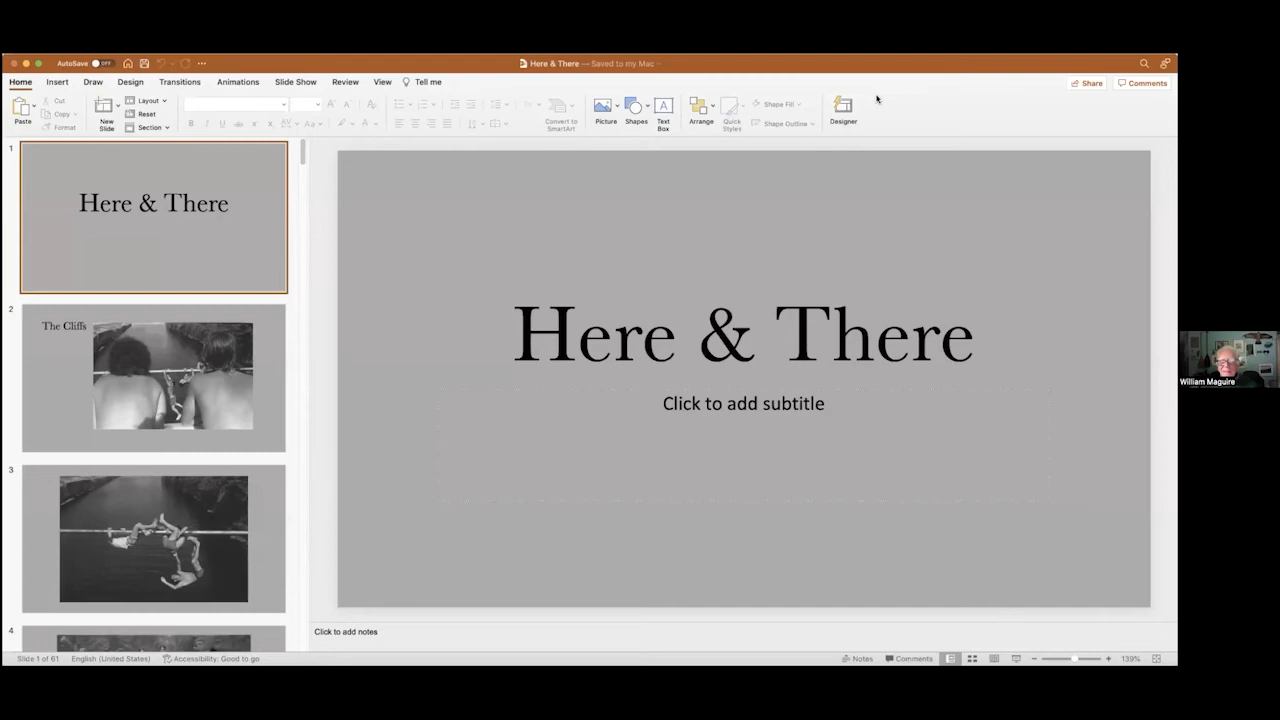 AutoSave OFF
Here & There — Saved to my Mac
Home Insert Draw Design Transitions Animations Slide Show Review View Tell me
Share Comments
Paste
Cut
Copy
Format
New
Slide
Layout
Reset
Section
Convert to
SmartArt
Picture
Shapes
Text
Box
Arrange
Quick
Styles
Shape Fill
Shape Outline
Designer
1
Here & There
2
The Cliffs
3
4
Here & There
Click to add subtitle
William Maguire
Click to add notes
Slide 1 of 61 English (United States) Accessibility: Good to go
Notes Comments 139%